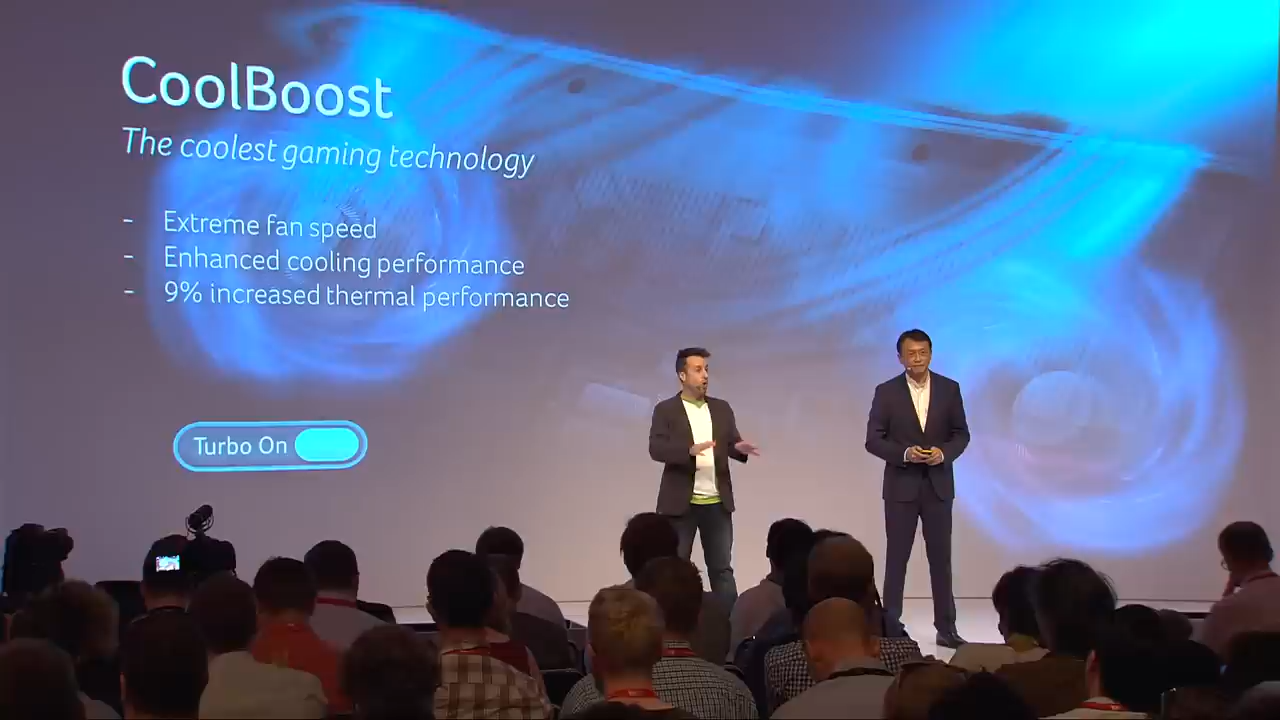 CoolBoost
The coolest gaming technology
- Extreme fan speed
- Enhanced cooling performance
- 9% increased thermal performance
Turbo On